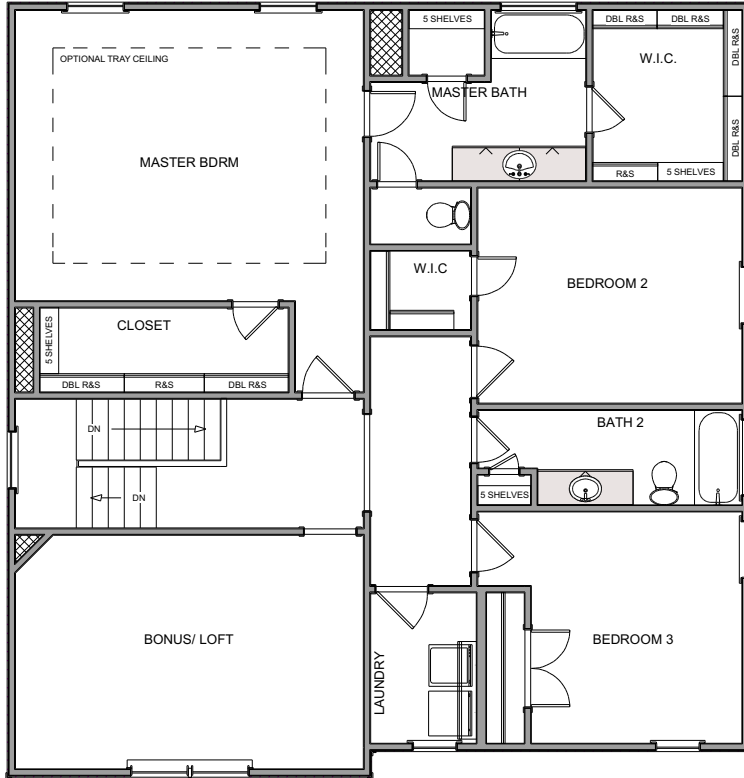 5 SHELVES
DBL R&S
DBL R&S
OPTIONAL TRAY CEILING
W.I.C.
DBL R&S
MASTER BATH
DBL R&S
MASTER BDRM
R&S
5 SHELVES
W.I.C
BEDROOM 2
CLOSET
5 SHELVES
DBL R&S
R&S
DBL R&S
DN
BATH 2
DN
5 SHELVES
BONUS/ LOFT
BEDROOM 3
LAUNDRY